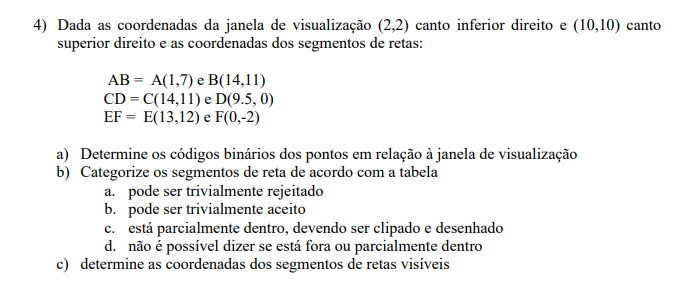 4) Dada as coordenadas da janela de visualização (2,2) canto inferior direito e (10,10) canto
superior direito e as coordenadas dos segmentos de retas:
AB = A(1,7) e B(14,11)
CD = C(14,11) e D(9.5, 0)
EF = E(13,12) e F(0,-2)
a) Determine os códigos binários dos pontos em relação à janela de visualização
b) Categorize os segmentos de reta de acordo com a tabela
a. pode ser trivialmente rejeitado
b. pode ser trivialmente aceito
c. está parcialmente dentro, devendo ser clipado e desenhado
d. não é possível dizer se está fora ou parcialmente dentro
c) determine as coordenadas dos segmentos de retas visíveis